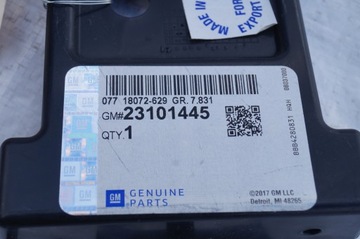 MADE IN
FOR
EXPORT
077 18072-629 GR. 7.831
GM#23101445
QTY.1
GM
GENUINE
PARTS
©2017 GM LLC
Detroit, MI 48265